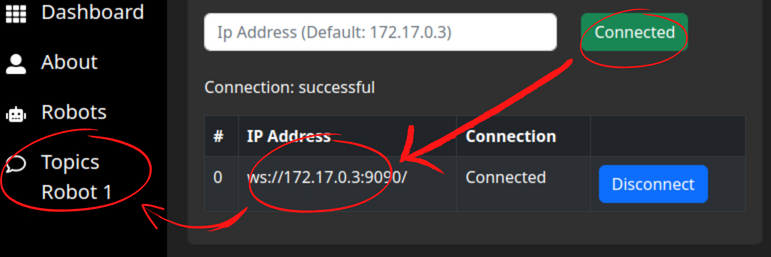 Dashboard
About
Robots
Topics
Robot 1
Ip Address (Default: 172.17.0.3)
Connected
Connection: successful
# IP Address Connection
0 ws://172.17.0.3:9090/ Connected Disconnect